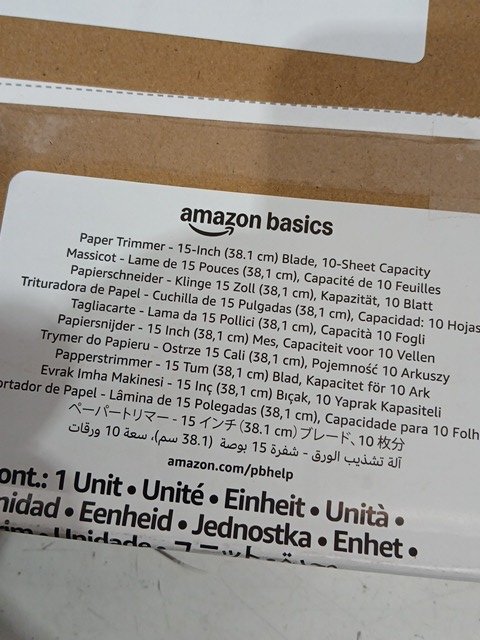 amazon basics
Paper Trimmer - 15-Inch (38.1 cm) Blade, 10-Sheet Capacity
Massicot - Lame de 15 Pouces (38,1 cm), Capacité de 10 Feuilles
Papierschneider - Klinge 15 Zoll (38,1 cm), Kapazität, 10 Blatt
Trituradora de Papel - Cuchilla de 15 Pulgadas (38,1 cm), Capacidad: 10 Hojas
Tagliacarte - Lama da 15 Pollici (38,1 cm), Capacità 10 Fogli
Papiersnijder - 15 Inch (38,1 cm) Mes, Capaciteit voor 10 Vellen
Trymer do Papieru - Ostrze 15 Cali (38,1 cm), Pojemność 10 Arkuszy
Papperstrimmer - 15 Tum (38,1 cm) Blad, Kapacitet för 10 Ark
Evrak Imha Makinesi - 15 Inç (38,1 cm) Bıçak, 10 Yaprak Kapasiteli
ortador de Papel - Lâmina de 15 Polegadas (38,1 cm), Capacidade para 10 Folh
ペーパートリマー - 15 インチ (38.1 cm) ブレード、10 枚分
آلة تشذيب الورق - شفرة 15 بوصة (38.1 سم)، سعة 10 ورقات
amazon.com/pbhelp
ont.: 1 Unit • Unité • Einheit • Unità •
nidad • Eenheid • Jednostka • Enhet •
im • Unidade •